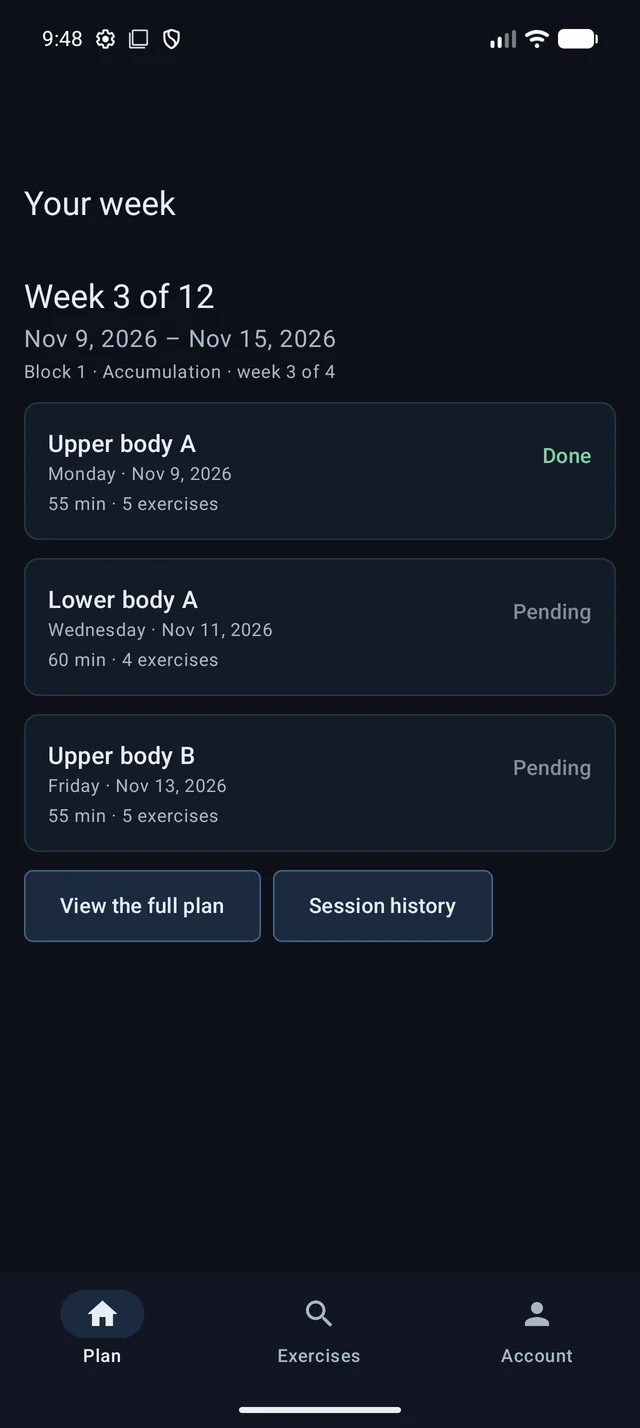 9:48
Your week
Week 3 of 12
Nov 9, 2026 – Nov 15, 2026
Block 1 · Accumulation · week 3 of 4
Upper body A
Done
Monday · Nov 9, 2026
55 min · 5 exercises
Lower body A
Pending
Wednesday · Nov 11, 2026
60 min · 4 exercises
Upper body B
Pending
Friday · Nov 13, 2026
55 min · 5 exercises
View the full plan
Session history
Plan
Exercises
Account